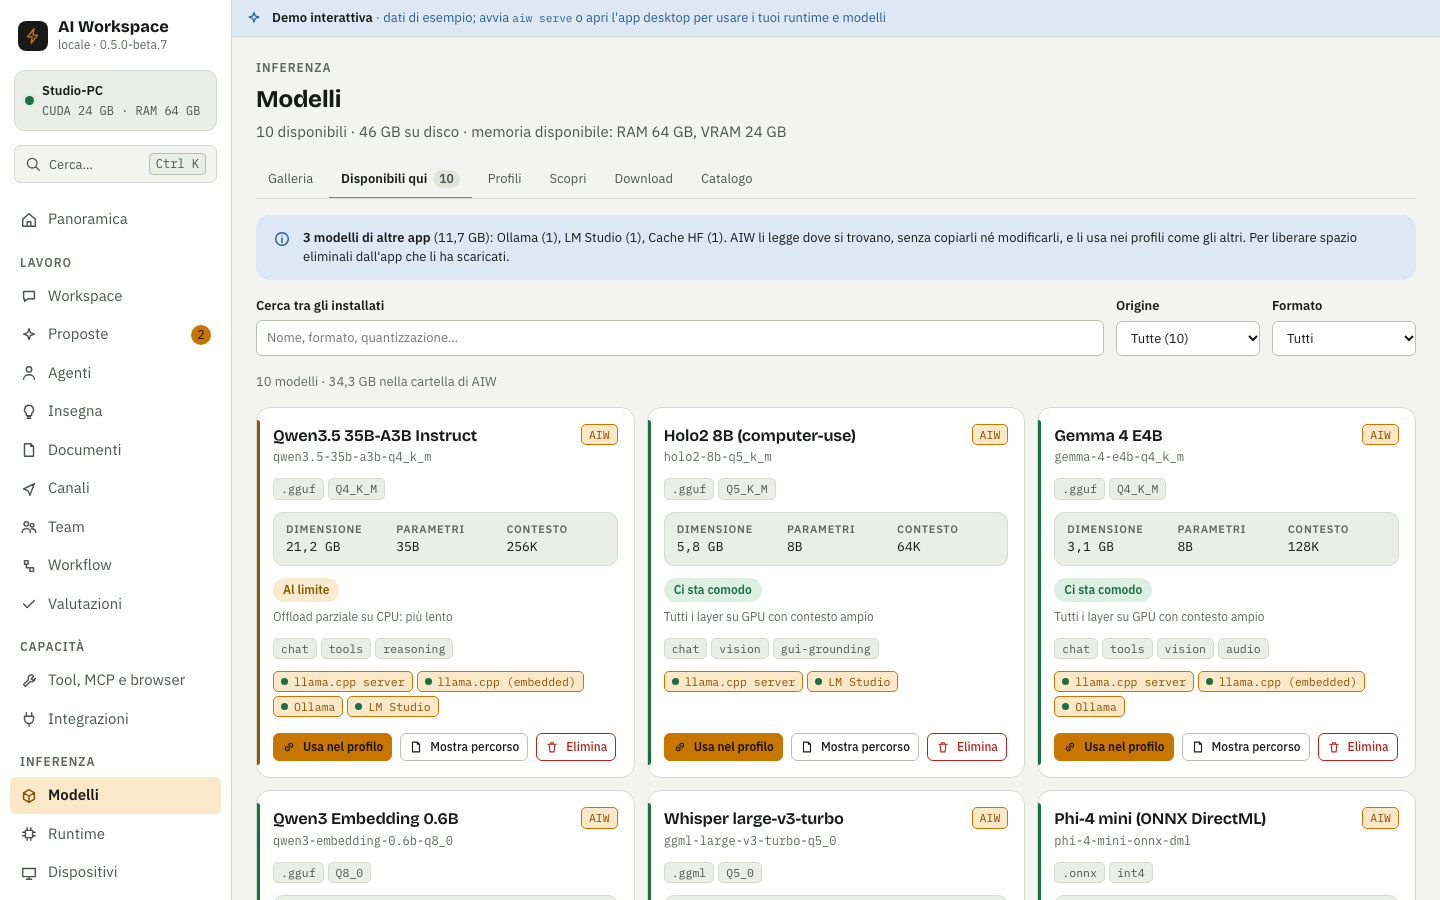 AI Workspace
locale · 0.5.0-beta.7
Studio-PC
CUDA 24 GB · RAM 64 GB
Cerca...
Ctrl K
Panoramica
LAVORO
Workspace
Proposte
2
Agenti
Insegna
Documenti
Canali
Team
Workflow
Valutazioni
CAPACITÀ
Tool, MCP e browser
Integrazioni
INFERENZA
Modelli
Runtime
Dispositivi
Demo interattiva · dati di esempio; avvia aiw serve o apri l'app desktop per usare i tuoi runtime e modelli
INFERENZA
Modelli
10 disponibili · 46 GB su disco · memoria disponibile: RAM 64 GB, VRAM 24 GB
Galleria
Disponibili qui 10
Profili
Scopri
Download
Catalogo
3 modelli di altre app (11,7 GB): Ollama (1), LM Studio (1), Cache HF (1). AIW li legge dove si trovano, senza copiarli né modificarli, e li usa nei profili come gli altri. Per liberare spazio
eliminali dall'app che li ha scaricati.
Cerca tra gli installati
Nome, formato, quantizzazione...
Origine
Tutte (10)
Formato
Tutti
10 modelli · 34,3 GB nella cartella di AIW
Qwen3.5 35B-A3B Instruct
AIW
qwen3.5-35b-a3b-q4_k_m
.gguf Q4_K_M
DIMENSIONE PARAMETRI CONTESTO
21,2 GB 35B 256K
Al limite
Offload parziale su CPU: più lento
chat tools reasoning
llama.cpp server llama.cpp (embedded)
Ollama LM Studio
Usa nel profilo Mostra percorso Elimina
Holo2 8B (computer-use)
AIW
holo2-8b-q5_k_m
.gguf Q5_K_M
DIMENSIONE PARAMETRI CONTESTO
5,8 GB 8B 64K
Ci sta comodo
Tutti i layer su GPU con contesto ampio
chat vision gui-grounding
llama.cpp server LM Studio
Usa nel profilo Mostra percorso Elimina
Gemma 4 E4B
AIW
gemma-4-e4b-q4_k_m
.gguf Q4_K_M
DIMENSIONE PARAMETRI CONTESTO
3,1 GB 8B 128K
Ci sta comodo
Tutti i layer su GPU con contesto ampio
chat tools vision audio
llama.cpp server llama.cpp (embedded)
Ollama
Usa nel profilo Mostra percorso Elimina
Qwen3 Embedding 0.6B
AIW
qwen3-embedding-0.6b-q8_0
.gguf Q8_0
Whisper large-v3-turbo
AIW
ggml-large-v3-turbo-q5_0
.ggml Q5_0
Phi-4 mini (ONNX DirectML)
AIW
phi-4-mini-onnx-dml
.onnx int4